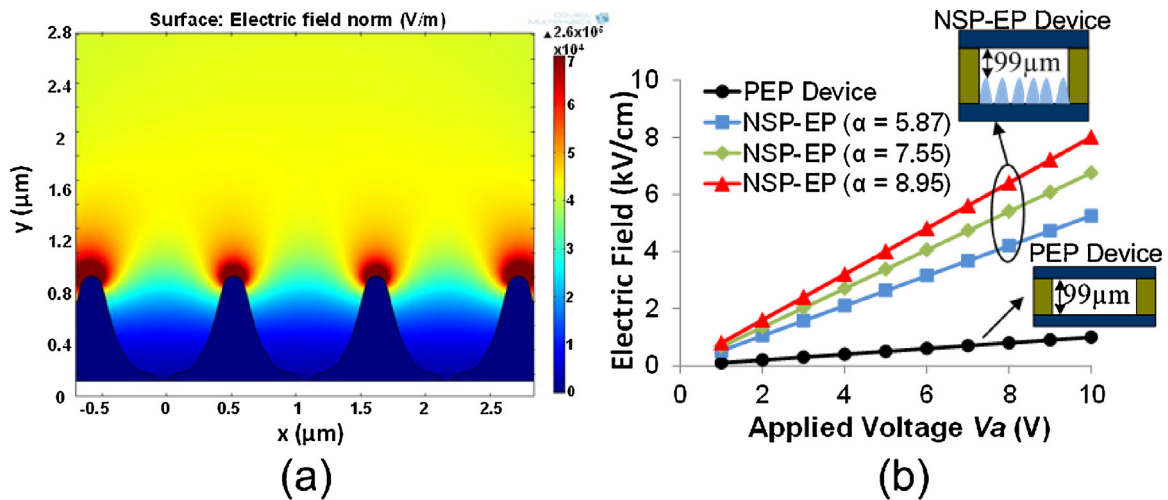 Surface: Electric field norm (V/m)
COMSOL
MULTIPHYSICS
y (µm)
2.8
2.4
2
1.6
1.2
0.8
0.4
0
-0.5
0
0.5
1
1.5
2
2.5
x (µm)
▲ 2.6x10⁶
x10⁴
7
6
5
4
3
2
1
0
(a)
NSP-EP Device
99µm
PEP Device
NSP-EP (α = 5.87)
NSP-EP (α = 7.55)
NSP-EP (α = 8.95)
PEP Device
99µm
Electric Field (kV/cm)
10
8
6
4
2
0
0
2
4
6
8
10
Applied Voltage Va (V)
(b)